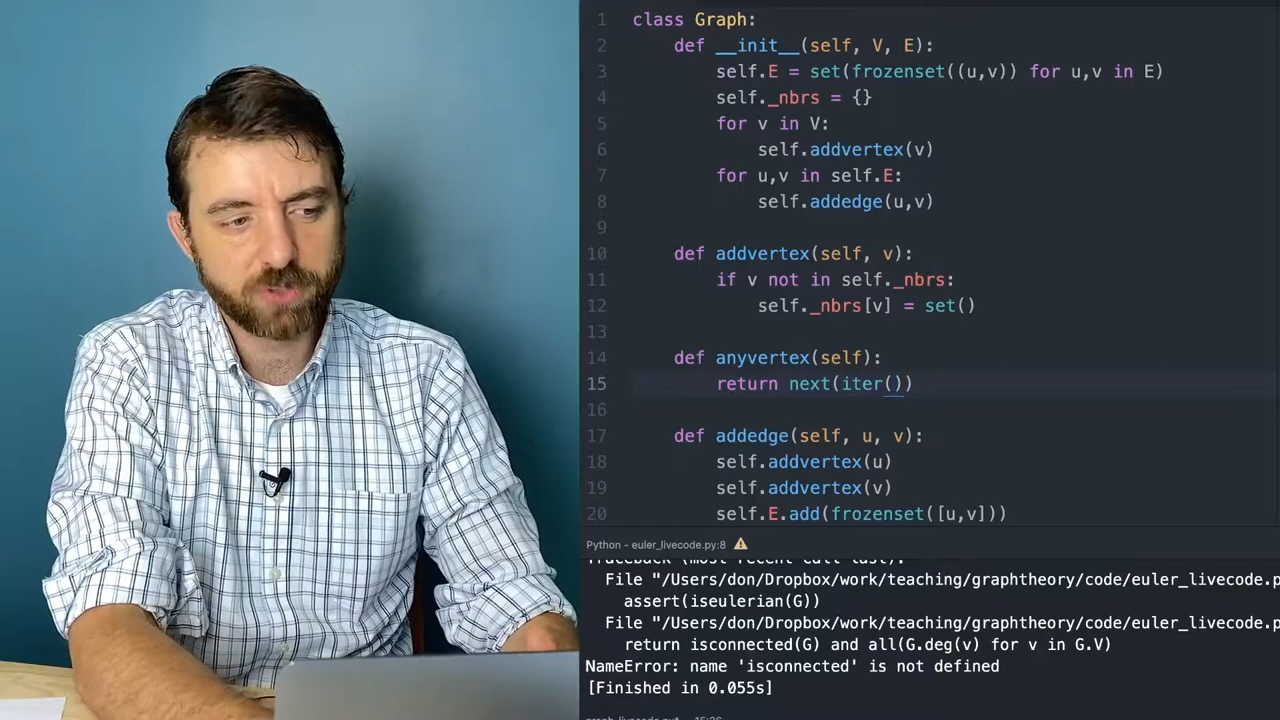 1 class Graph:
2 def __init__(self, V, E):
3 self.E = set(frozenset((u,v)) for u,v in E)
4 self._nbrs = {}
5 for v in V:
6 self.addvertex(v)
7 for u,v in self.E:
8 self.addedge(u,v)
9
10 def addvertex(self, v):
11 if v not in self._nbrs:
12 self._nbrs[v] = set()
13
14 def anyvertex(self):
15 return next(iter())
16
17 def addedge(self, u, v):
18 self.addvertex(u)
19 self.addvertex(v)
20 self.E.add(frozenset([u,v]))
Python - euler_livecode.py:8
Traceback (most recent call last):
File "/Users/don/Dropbox/work/teaching/graphtheory/code/euler_livecode.p
assert(iseulerian(G))
File "/Users/don/Dropbox/work/teaching/graphtheory/code/euler_livecode.p
return isconnected(G) and all(G.deg(v) for v in G.V)
NameError: name 'isconnected' is not defined
[Finished in 0.055s]